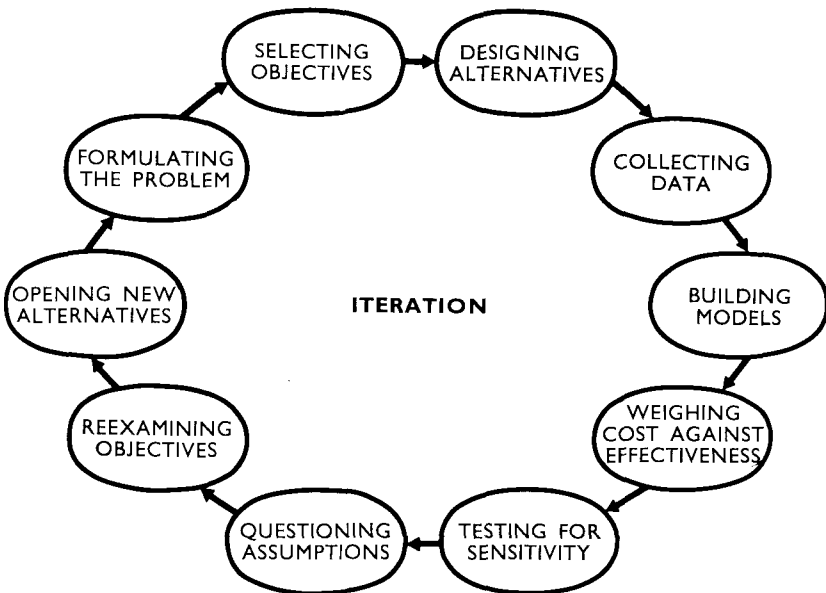 SELECTING
OBJECTIVES
DESIGNING
ALTERNATIVES
COLLECTING
DATA
BUILDING
MODELS
WEIGHING
COST AGAINST
EFFECTIVENESS
TESTING FOR
SENSITIVITY
QUESTIONING
ASSUMPTIONS
REEXAMINING
OBJECTIVES
OPENING NEW
ALTERNATIVES
FORMULATING
THE PROBLEM
ITERATION